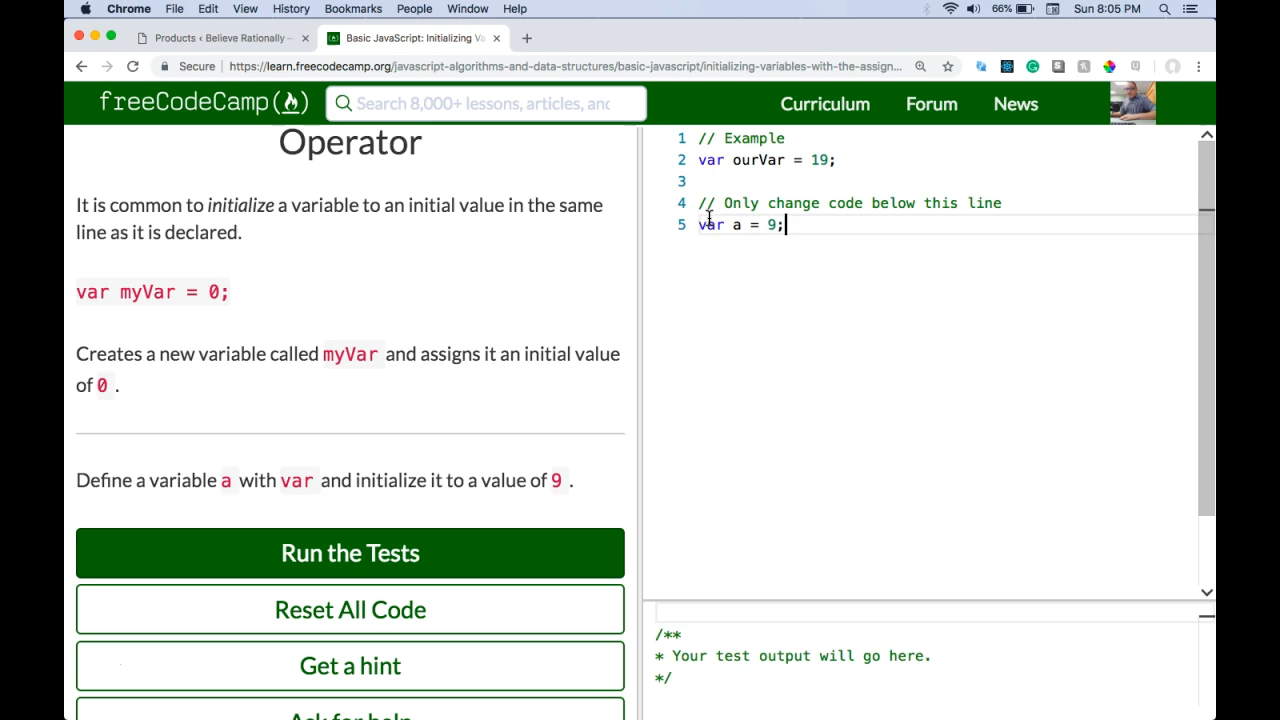 Chrome File Edit View History Bookmarks People Window Help 66% Sun 8:05 PM
Products ‹ Believe Rationally — Basic JavaScript: Initializing Va
Secure https://learn.freecodecamp.org/javascript-algorithms-and-data-structures/basic-javascript/initializing-variables-with-the-assign...
freeCodeCamp Search 8,000+ lessons, articles, and Curriculum Forum News
Operator
It is common to initialize a variable to an initial value in the same
line as it is declared.
var myVar = 0;
Creates a new variable called myVar and assigns it an initial value
of 0 .
Define a variable a with var and initialize it to a value of 9 .
Run the Tests
Reset All Code
Get a hint
Ask for help
1 // Example
2 var ourVar = 19;
3
4 // Only change code below this line
5 var a = 9;
/**
* Your test output will go here.
*/